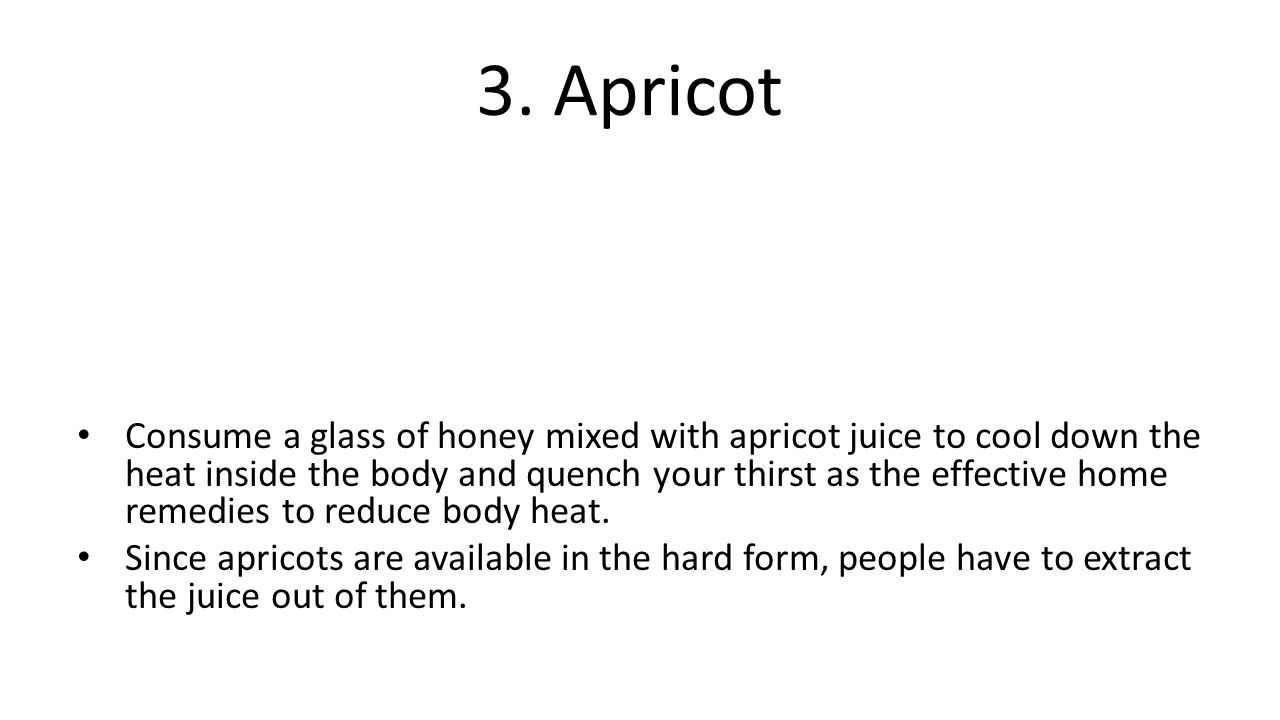 3. Apricot
• Consume a glass of honey mixed with apricot juice to cool down the
heat inside the body and quench your thirst as the effective home
remedies to reduce body heat.
• Since apricots are available in the hard form, people have to extract
the juice out of them.